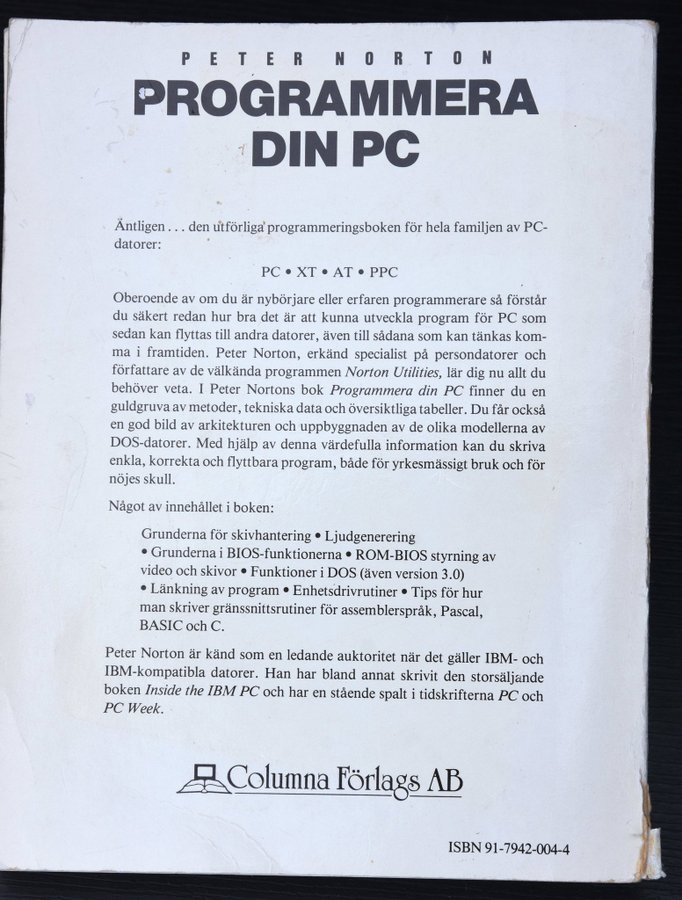 PETER NORTON
PROGRAMMERA
DIN PC
Äntligen . . . den utförliga programmeringsboken för hela familjen av PC-
datorer:
PC • XT • AT • PPC
Oberoende av om du är nybörjare eller erfaren programmerare så förstår
du säkert redan hur bra det är att kunna utveckla program för PC som
sedan kan flyttas till andra datorer, även till sådana som kan tänkas kom-
ma i framtiden. Peter Norton, erkänd specialist på persondatorer och
författare av de välkända programmen Norton Utilities, lär dig nu allt du
behöver veta. I Peter Nortons bok Programmera din PC finner du en
guldgruva av metoder, tekniska data och översiktliga tabeller. Du får också
en god bild av arkitekturen och uppbyggnaden av de olika modellerna av
DOS-datorer. Med hjälp av denna värdefulla information kan du skriva
enkla, korrekta och flyttbara program, både för yrkesmässigt bruk och för
nöjes skull.
Något av innehållet i boken:
Grunderna för skivhantering • Ljudgenerering
• Grunderna i BIOS-funktionerna • ROM-BIOS styrning av
video och skivor • Funktioner i DOS (även version 3.0)
• Länkning av program • Enhetsdrivrutiner • Tips för hur
man skriver gränssnittsrutiner för assemblerspråk, Pascal,
BASIC och C.
Peter Norton är känd som en ledande auktoritet när det gäller IBM- och
IBM-kompatibla datorer. Han har bland annat skrivit den storsäljande
boken Inside the IBM PC och har en stående spalt i tidskrifterna PC och
PC Week.
Columna Förlags AB
ISBN 91-7942-004-4